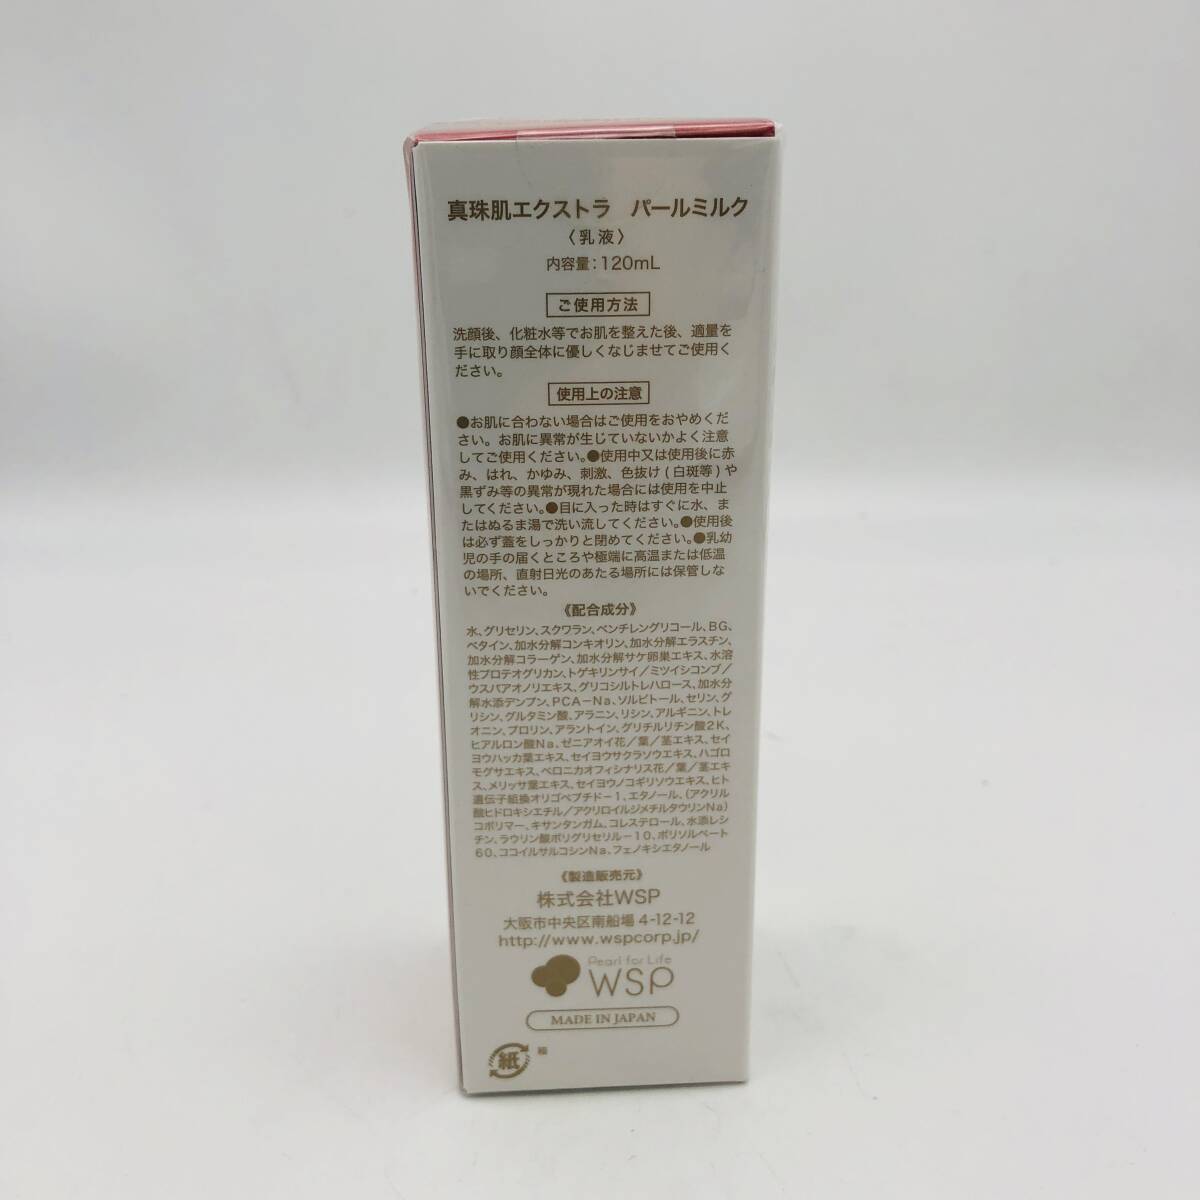 真珠肌エクストラ　パールミルク
〈乳液〉
内容量：120mL
ご使用方法
洗顔後、化粧水等でお肌を整えた後、適量を
手に取り顔全体に優しくなじませてご使用く
ださい。
使用上の注意
●お肌に合わない場合はご使用をおやめくだ
さい。お肌に異常が生じていないかよく注意
してご使用ください。●使用中又は使用後に赤
み、はれ、かゆみ、刺激、色抜け(白斑等)や
黒ずみ等の異常が現れた場合には使用を中止
してください。●目に入った時はすぐに水、ま
たはぬるま湯で洗い流してください。●使用後
は必ず蓋をしっかりと閉めてください。●乳幼
児の手の届くところや極端に高温または低温
の場所、直射日光のあたる場所には保管しな
いでください。
《配合成分》
水、グリセリン、スクワラン、ペンチレングリコール、BG、
ベタイン、加水分解コンキオリン、加水分解エラスチン、
加水分解コラーゲン、加水分解サケ卵巣エキス、水溶
性プロテオグリカン、トゲキリンサイ／ミツイシコンブ／
ウスバアオノリエキス、グリコシルトレハロース、加水分
解水添デンプン、PCA－Na、ソルビトール、セリン、グ
リシン、グルタミン酸、アラニン、リシン、アルギニン、トレ
オニン、プロリン、アラントイン、グリチルリチン酸2K、
ヒアルロン酸Na、ゼニアオイ花／葉／茎エキス、セイ
ヨウハッカ葉エキス、セイヨウサクラソウエキス、ハゴロ
モグサエキス、ベロニカオフィシナリス花／葉／茎エキ
ス、メリッサ葉エキス、セイヨウノコギリソウエキス、ヒト
遺伝子組換オリゴペプチド－1、エタノール、（アクリル
酸ヒドロキシエチル／アクリロイルジメチルタウリンNa）
コポリマー、キサンタンガム、コレステロール、水添レシ
チン、ラウリン酸ポリグリセリル－10、ポリソルベート
60、ココイルサルコシンNa、フェノキシエタノール
《製造販売元》
株式会社WSP
大阪市中央区南船場 4-12-12
http://www.wspcorp.jp/
Pearl for Life
WSP
MADE IN JAPAN
紙 箱